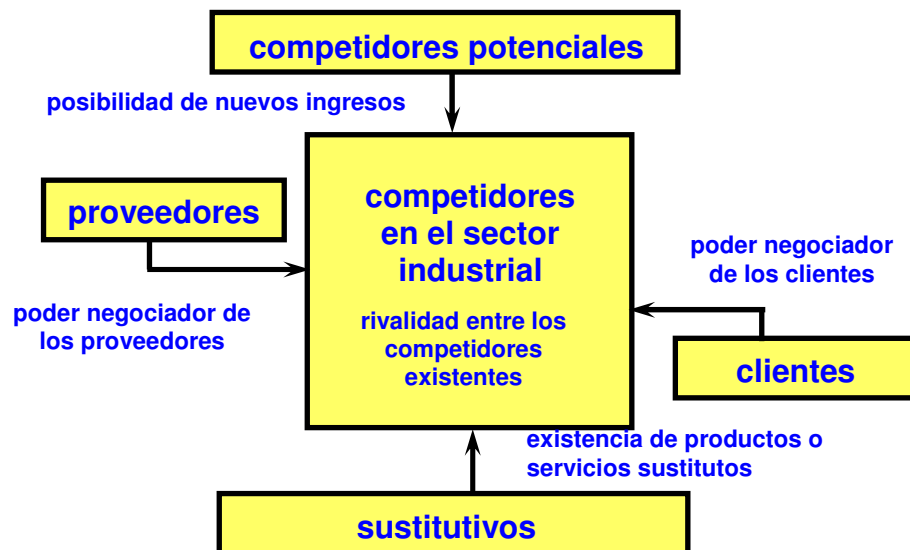 competidores potenciales
posibilidad de nuevos ingresos
proveedores
poder negociador de
los proveedores
competidores
en el sector
industrial
rivalidad entre los
competidores
existentes
poder negociador
de los clientes
clientes
existencia de productos o
servicios sustitutos
sustitutivos